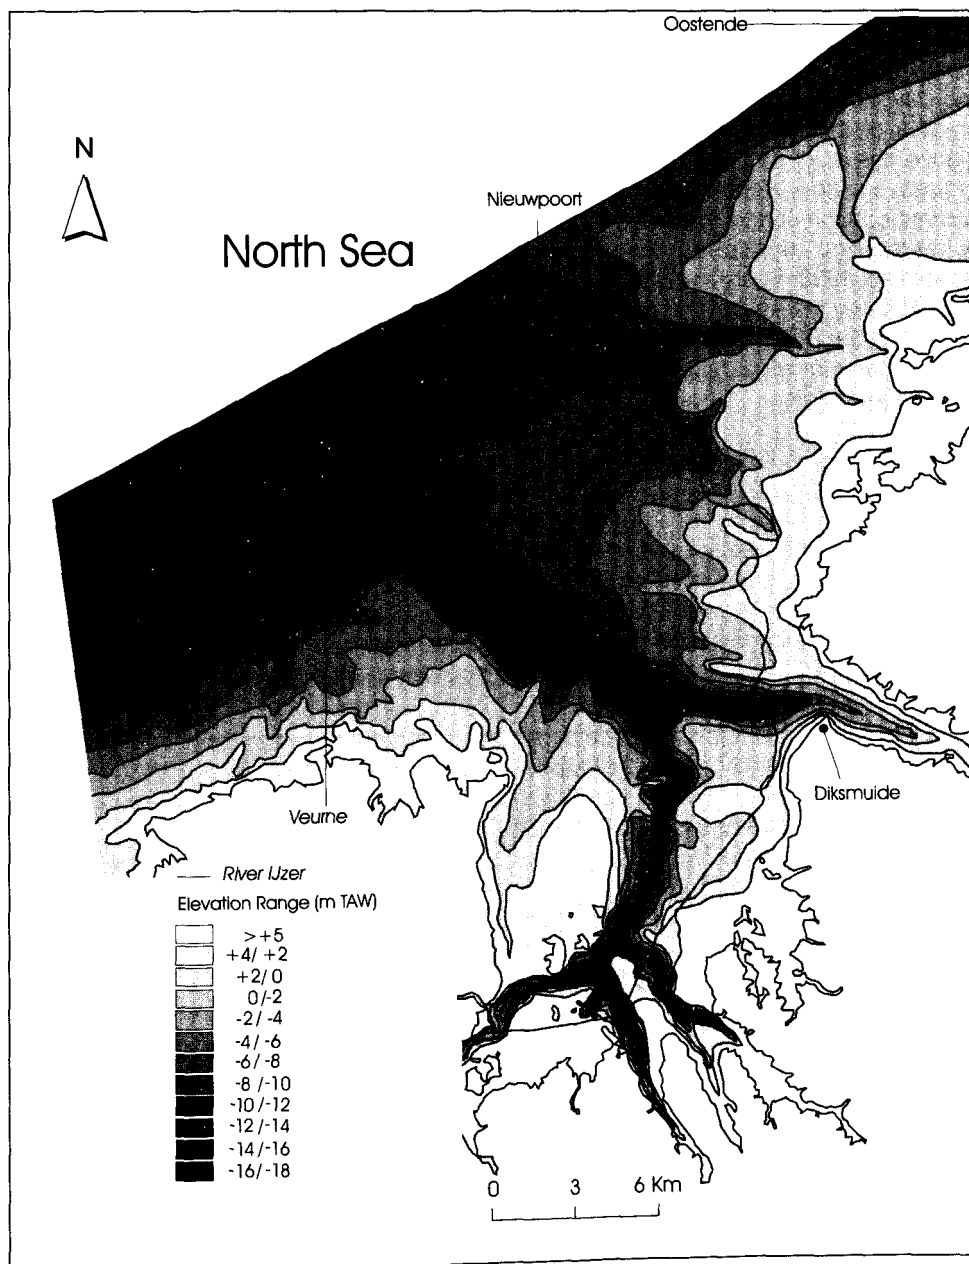 Oostende
N
Nieuwpoort
North Sea
Diksmuide
Veurne
River IJzer
Elevation Range (m TAW)
>+5
+4/ +2
+2/ 0
0/-2
-2/ -4
-4/ -6
-6/ -8
-8 /-10
-10 /-12
-12 /-14
-14 /-16
-16/ -18
0 3 6 Km